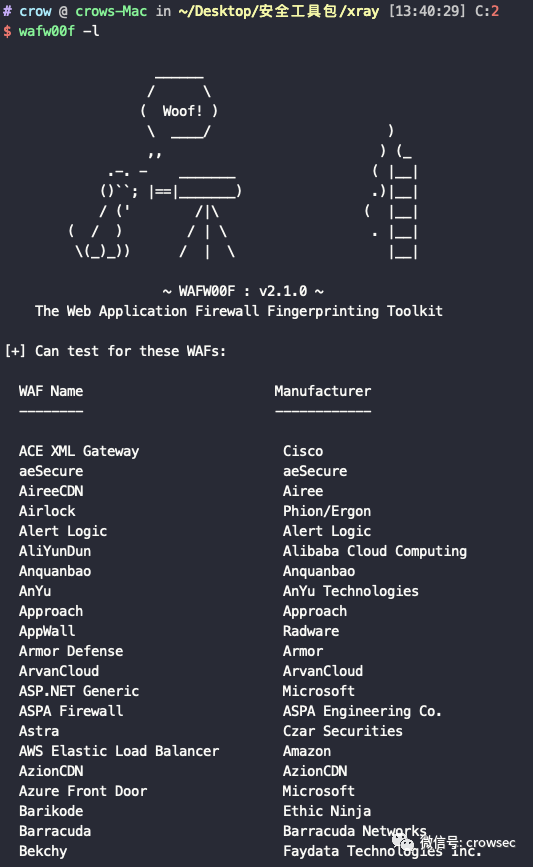 # crow @ crows-Mac in ~/Desktop/安全工具包/xray [13:40:29] C:2
$ wafw00f -l
Woof!
~ WAFW00F : v2.1.0 ~
The Web Application Firewall Fingerprinting Toolkit
[+] Can test for these WAFs:
WAF Name Manufacturer
-------- ------------
ACE XML Gateway Cisco
aeSecure aeSecure
AireeCDN Airee
Airlock Phion/Ergon
Alert Logic Alert Logic
AliYunDun Alibaba Cloud Computing
Anquanbao Anquanbao
AnYu AnYu Technologies
Approach Approach
AppWall Radware
Armor Defense Armor
ArvanCloud ArvanCloud
ASP.NET Generic Microsoft
ASPA Firewall ASPA Engineering Co.
Astra Czar Securities
AWS Elastic Load Balancer Amazon
AzionCDN AzionCDN
Azure Front Door Microsoft
Barikode Ethic Ninja
Barracuda Barracuda Networks
Bekchy Faydata Technologies Inc.
微信号: crowsec